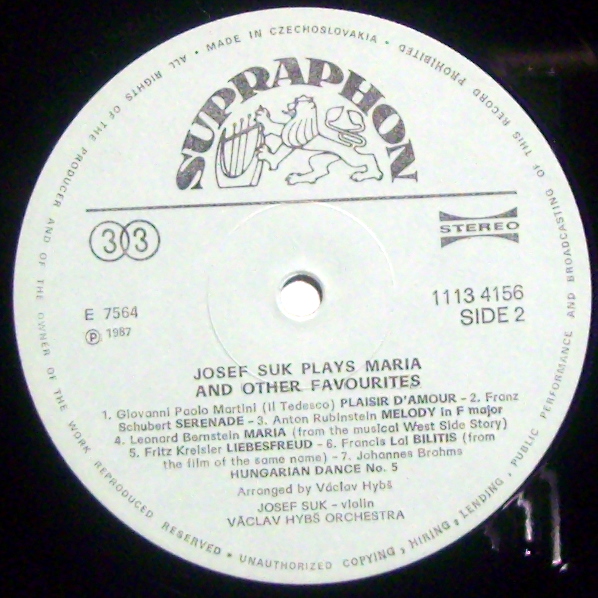 MADE IN CZECHOSLOVAKIA • ALL RIGHTS OF THE PRODUCER AND OF THE OWNER OF THE WORK REPRODUCED RESERVED • UNAUTHORIZED COPYING, HIRING, LENDING, PUBLIC PERFORMANCE AND BROADCASTING OF THIS RECORD PROHIBITED •
SUPRAPHON
33
STEREO
E 7564
℗ 1987
1113 4156
SIDE 2
JOSEF SUK PLAYS MARIA
AND OTHER FAVOURITES
1. Giovanni Paolo Martini (il Tedesco) PLAISIR D'AMOUR – 2. Franz
Schubert SERENADE – 3. Anton Rubinstein MELODY in F major
4. Leonard Bernstein MARIA (from the musical West Side Story)
5. Fritz Kreisler LIEBESFREUD – 6. Francis Lai BILITIS (from
the film of the same name) – 7. Johannes Brahms
HUNGARIAN DANCE No. 5
Arranged by Václav Hybš
JOSEF SUK – violin
VÁCLAV HYBŠ ORCHESTRA